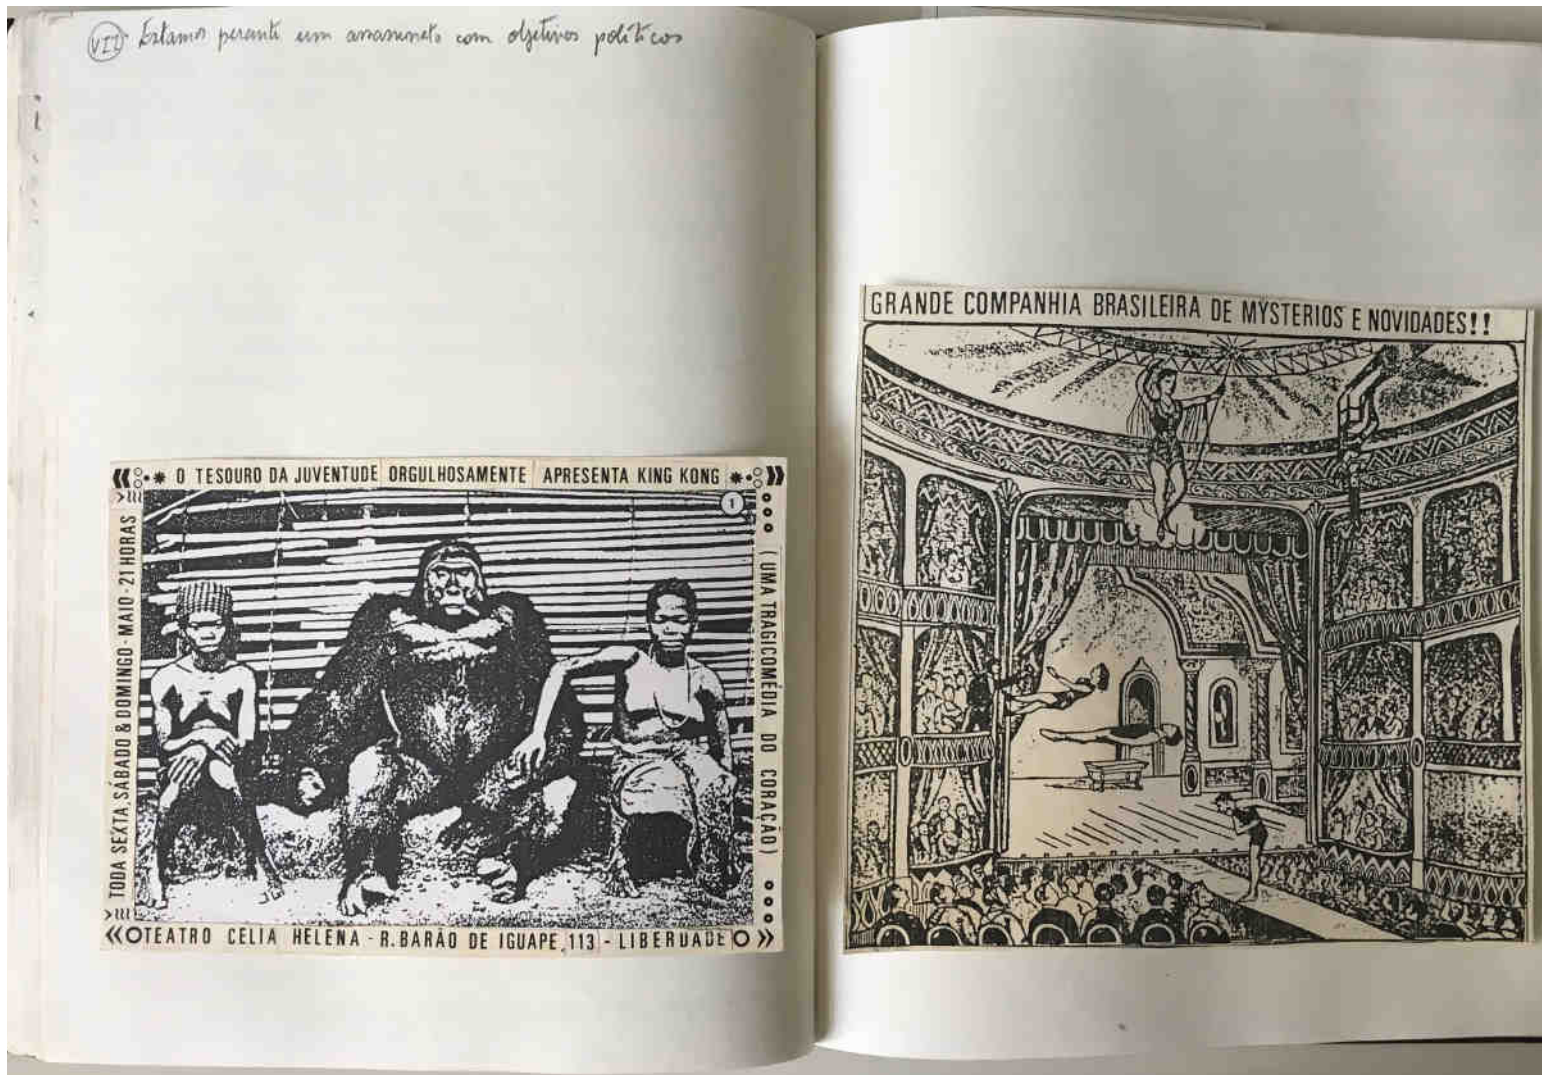 VII Estamos perante um assassinato com objetivos políticos
O TESOURO DA JUVENTUDE ORGULHOSAMENTE APRESENTA KING KONG
1
TODA SEXTA, SÁBADO & DOMINGO - MAIO - 21 HORAS
(UMA TRAGICOMÉDIA DO CORAÇÃO)
TEATRO CELIA HELENA - R. BARÃO DE IGUAPE, 113 - LIBERDADE
GRANDE COMPANHIA BRASILEIRA DE MYSTERIOS E NOVIDADES!!